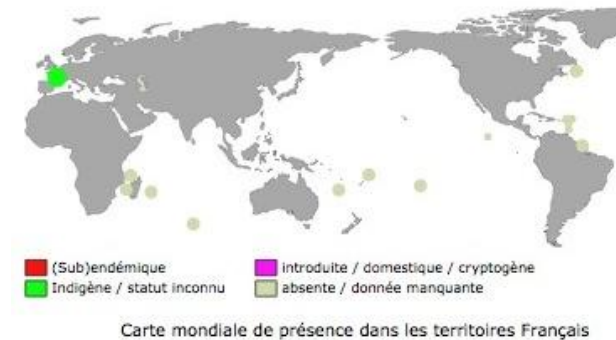 (Sub)endémique
introduite / domestique / cryptogène
Indigène / statut inconnu
absente / donnée manquante
Carte mondiale de présence dans les territoires Français